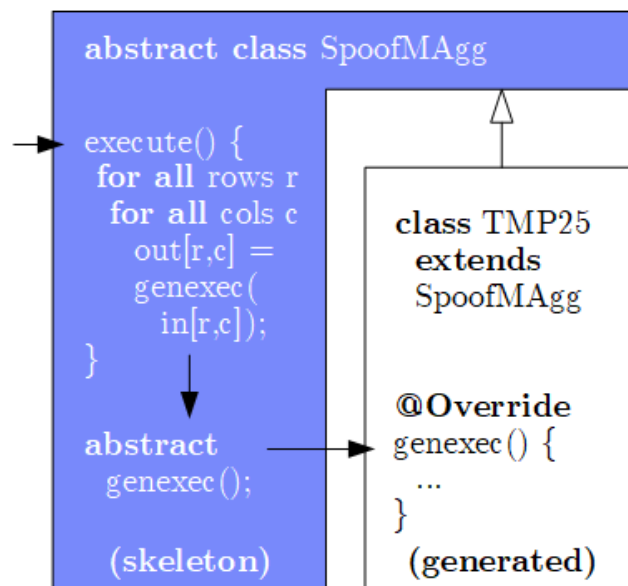 abstract class SpoofMAgg
execute() {
for all rows r
for all cols c
out[r,c] =
genexec(
in[r,c]);
}
abstract
genexec();
(skeleton)
class TMP25
extends
SpoofMAgg
@Override
genexec() {
...
}
(generated)